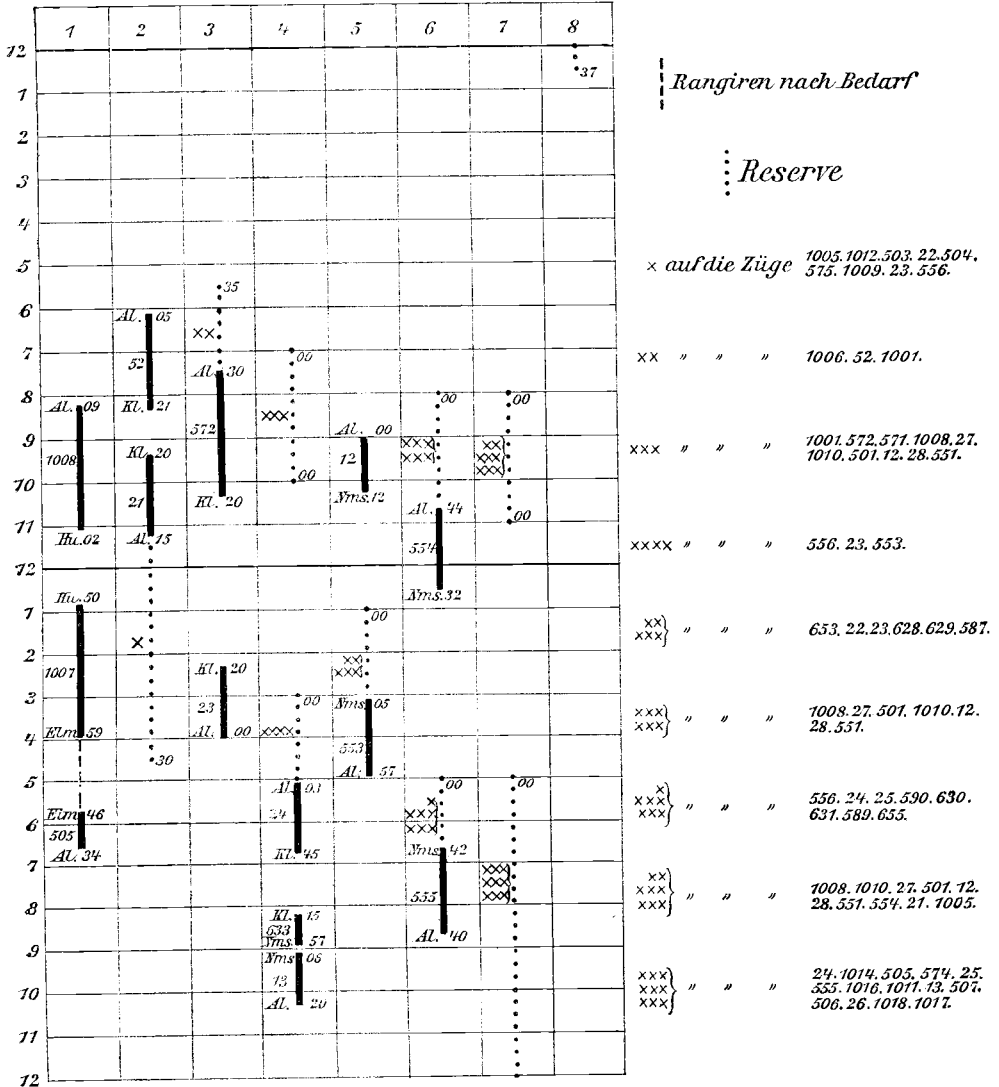 1 2 3 4 5 6 7 8
12
37
1
2
3
4
5
35
6
Al. 05
××
00
7
52
Al. 30
8
Al. 09
Kl. 21
00
00
×××
572
Al. 00
9
1008
Kl. 20
12
××× ×××
××× ××× ×××
10
21
00
Kl. 20
Nms. 12
Al. 44
11
Hu. 02
Al. 15
00
554
12
Hu. 50
Nms. 32
1
00
×
2
1007
Kl. 20
×× ×××
3
23
00
Nms. 05
Elm. 59
Al. 00
×××
553
4
30
Al. 57
5
Al. 03
00
00
Elm. 46
24
× ××× ×××
6
505
Al. 34
Kl. 45
Nms. 42
7
555
××× ××× ×××
8
Kl. 15
633
Nms. 57
Al. 40
9
Nms. 06
13
10
Al. 20
11
12
Rangiren nach Bedarf
Reserve
× auf die Züge 1005. 1012. 503. 22. 504.
575. 1009. 23. 556.
×× " " " 1006. 52. 1001.
××× " " " 1001. 572. 571. 1008. 27.
1010. 501. 12. 28. 551.
×××× " " " 556. 23. 553.
××
×××} " " " 653. 22. 23. 628. 629. 587.
×××
×××} " " " 1008. 27. 501. 1010. 12.
28. 551.
×
×××
×××} " " " 556. 24. 25. 590. 630.
631. 589. 655.
××
×××
×××} " " " 1008. 1010. 27. 501. 12.
28. 551. 554. 21. 1005.
×××
×××
×××} " " " 24. 1014. 505. 574. 25.
555. 1016. 1011. 13. 507.
506. 26. 1018. 1017.